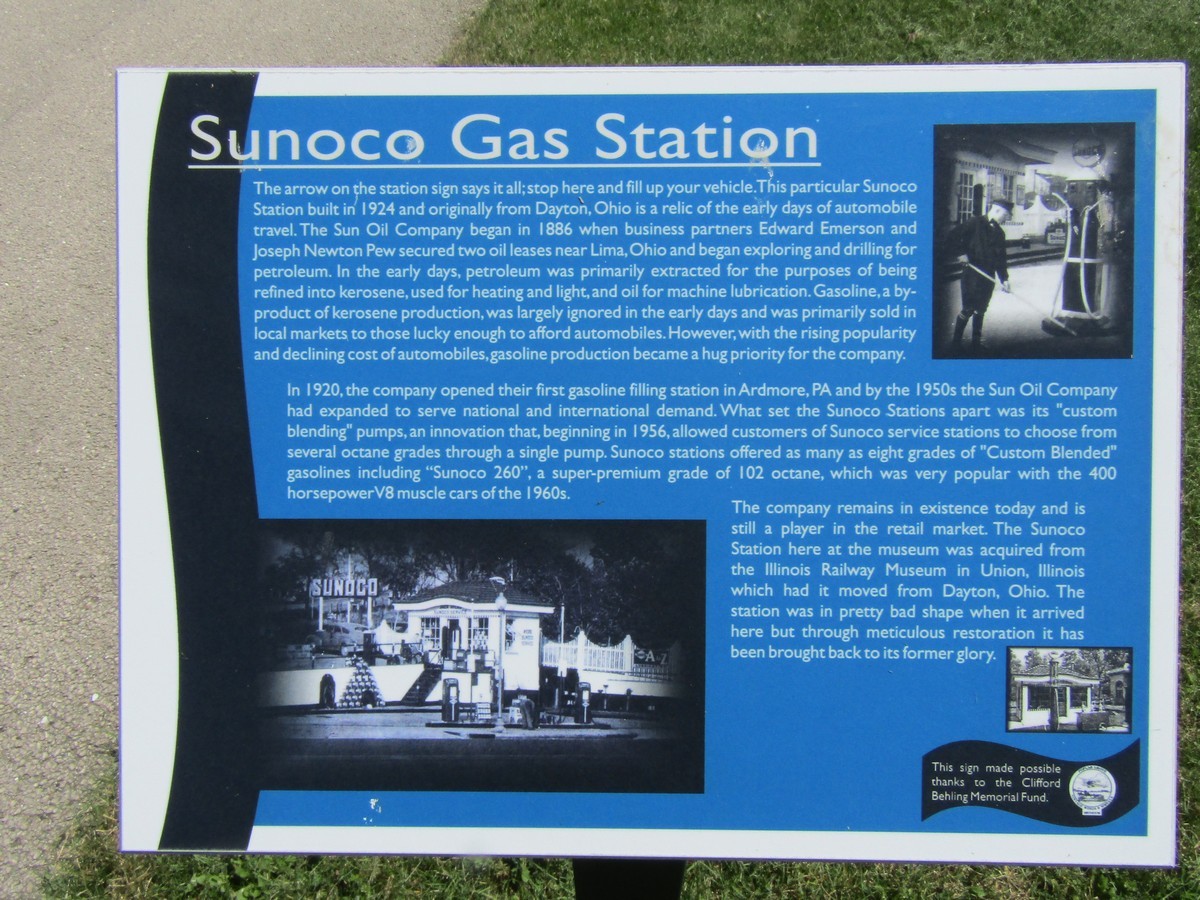 Sunoco Gas Station
The arrow on the station sign says it all; stop here and fill up your vehicle. This particular Sunoco
Station built in 1924 and originally from Dayton, Ohio is a relic of the early days of automobile
travel. The Sun Oil Company began in 1886 when business partners Edward Emerson and
Joseph Newton Pew secured two oil leases near Lima, Ohio and began exploring and drilling for
petroleum. In the early days, petroleum was primarily extracted for the purposes of being
refined into kerosene, used for heating and light, and oil for machine lubrication. Gasoline, a by-
product of kerosene production, was largely ignored in the early days and was primarily sold in
local markets to those lucky enough to afford automobiles. However, with the rising popularity
and declining cost of automobiles, gasoline production became a hug priority for the company.
In 1920, the company opened their first gasoline filling station in Ardmore, PA and by the 1950s the Sun Oil Company
had expanded to serve national and international demand. What set the Sunoco Stations apart was its "custom
blending" pumps, an innovation that, beginning in 1956, allowed customers of Sunoco service stations to choose from
several octane grades through a single pump. Sunoco stations offered as many as eight grades of "Custom Blended"
gasolines including “Sunoco 260”, a super-premium grade of 102 octane, which was very popular with the 400
horsepower V8 muscle cars of the 1960s.
The company remains in existence today and is
still a player in the retail market. The Sunoco
Station here at the museum was acquired from
the Illinois Railway Museum in Union, Illinois
which had it moved from Dayton, Ohio. The
station was in pretty bad shape when it arrived
here but through meticulous restoration it has
been brought back to its former glory.
SUNOCO
A-Z
This sign made possible
thanks to the Clifford
Behling Memorial Fund.